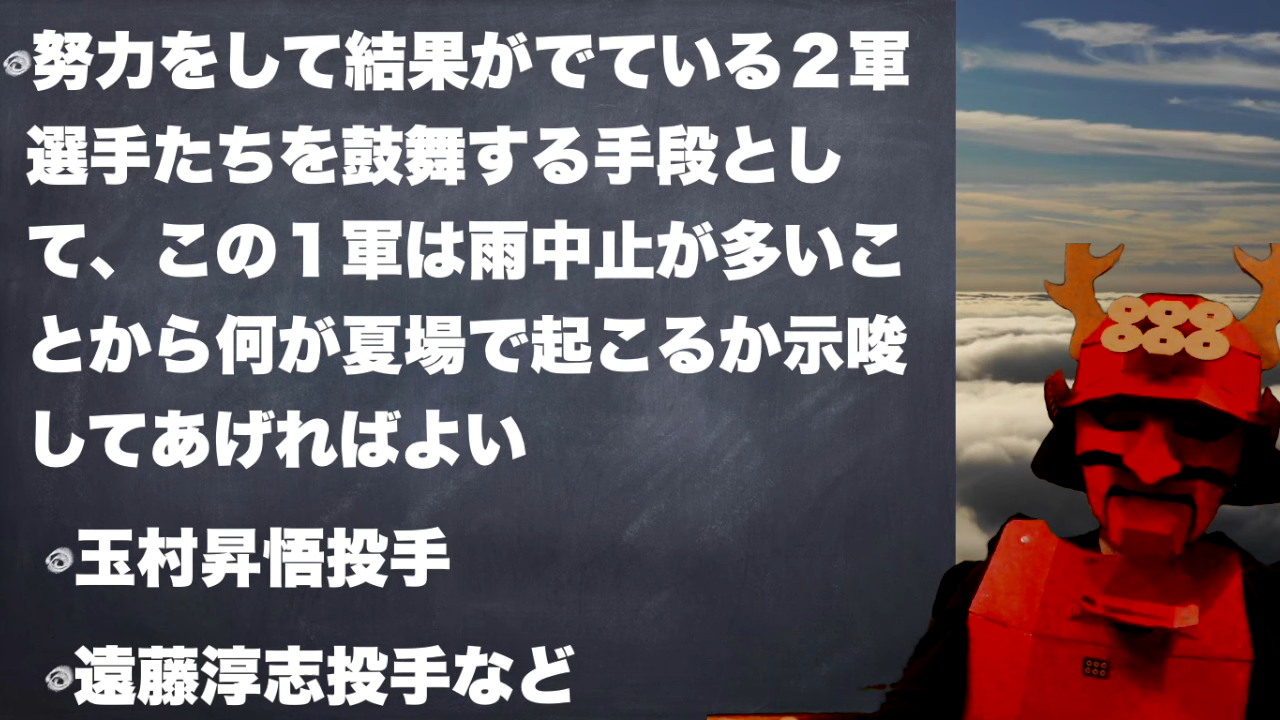 努力をして結果がでている２軍
選手たちを鼓舞する手段とし
て、この１軍は雨中止が多いこ
とから何が夏場で起こるか示唆
してあげればよい
玉村昇悟投手
遠藤淳志投手など